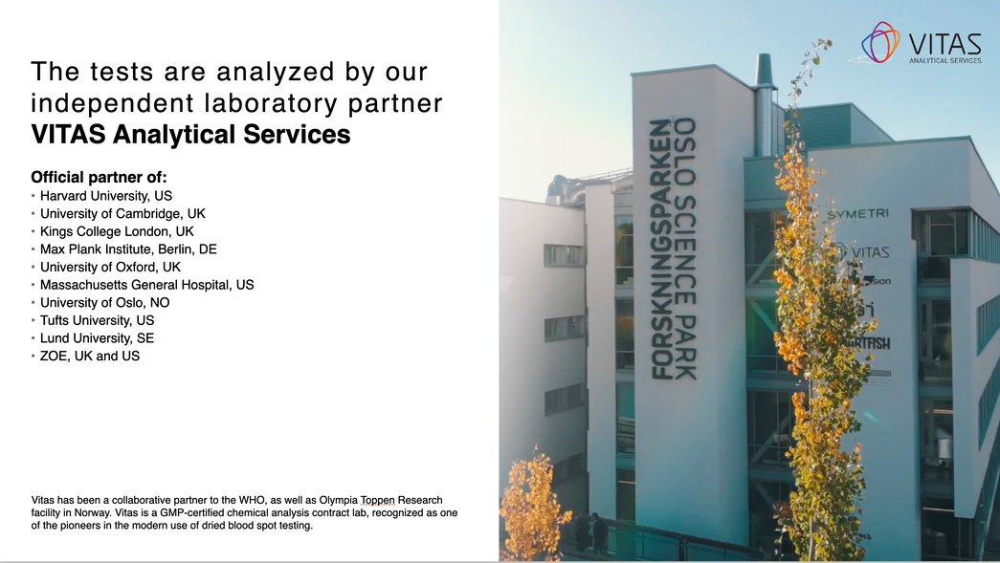 The tests are analyzed by our
independent laboratory partner
VITAS Analytical Services
Official partner of:
• Harvard University, US
• University of Cambridge, UK
• Kings College London, UK
• Max Plank Institute, Berlin, DE
• University of Oxford, UK
• Massachusetts General Hospital, US
• University of Oslo, NO
• Tufts University, US
• Lund University, SE
• ZOE, UK and US
Vitas has been a collaborative partner to the WHO, as well as Olympia Toppen Research
facility in Norway. Vitas is a GMP-certified chemical analysis contract lab, recognized as one
of the pioneers in the modern use of dried blood spot testing.
VITAS
ANALYTICAL SERVICES
FORSKNINGSPARKEN
OSLO SCIENCE PARK
SYMETRI
VITAS